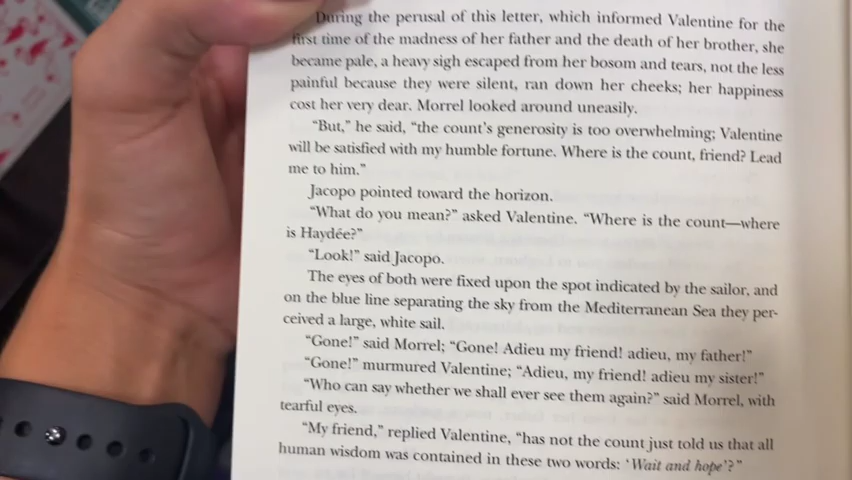 During the perusal of this letter, which informed Valentine for the
first time of the madness of her father and the death of her brother, she
became pale, a heavy sigh escaped from her bosom and tears, not the less
painful because they were silent, ran down her cheeks; her happiness
cost her very dear. Morrel looked around uneasily.
“But,” he said, “the count’s generosity is too overwhelming; Valentine
will be satisfied with my humble fortune. Where is the count, friend? Lead
me to him.”
Jacopo pointed toward the horizon.
“What do you mean?” asked Valentine. “Where is the count—where
is Haydée?”
“Look!” said Jacopo.
The eyes of both were fixed upon the spot indicated by the sailor, and
on the blue line separating the sky from the Mediterranean Sea they per-
ceived a large, white sail.
“Gone!” said Morrel; “Gone! Adieu my friend! adieu, my father!”
“Gone!” murmured Valentine; “Adieu, my friend! adieu my sister!”
“Who can say whether we shall ever see them again?” said Morrel, with
tearful eyes.
“My friend,” replied Valentine, “has not the count just told us that all
human wisdom was contained in these two words: ‘Wait and hope’?”